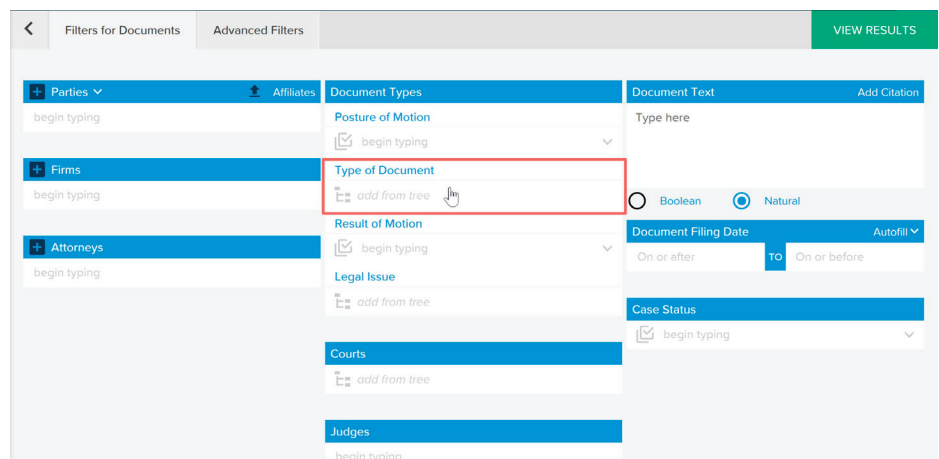 Filters for Documents
Advanced Filters
VIEW RESULTS
Parties
Affiliates
begin typing
Firms
begin typing
Attorneys
begin typing
Document Types
Posture of Motion
begin typing
Type of Document
add from tree
Result of Motion
begin typing
Legal Issue
add from tree
Courts
add from tree
Judges
begin typing
Document Text
Add Citation
Type here
Boolean
Natural
Document Filing Date
Autofill
On or after
TO
On or before
Case Status
begin typing